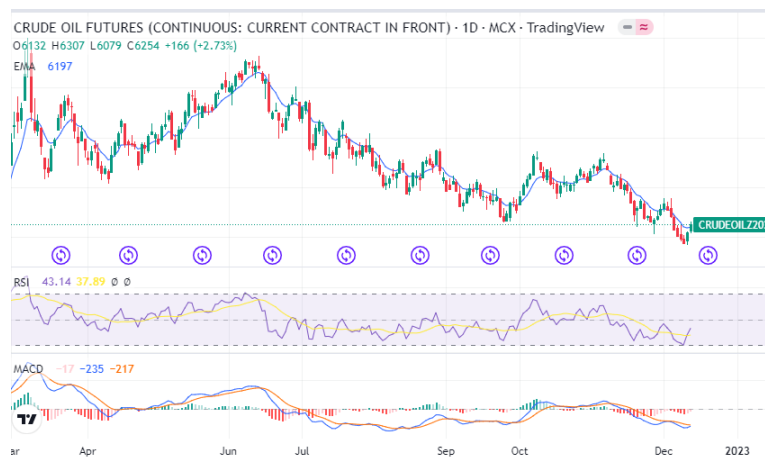 CRUDE OIL FUTURES (CONTINUOUS: CURRENT CONTRACT IN FRONT) · 1D · MCX · TradingView
O6132 H6307 L6079 C6254 +166 (+2.73%)
EMA 6197
CRUDEOILZ20
RSI 43.14 37.89 Ø Ø
MACD -17 -235 -217
ar Apr Jun Jul Sep Oct Dec 2023